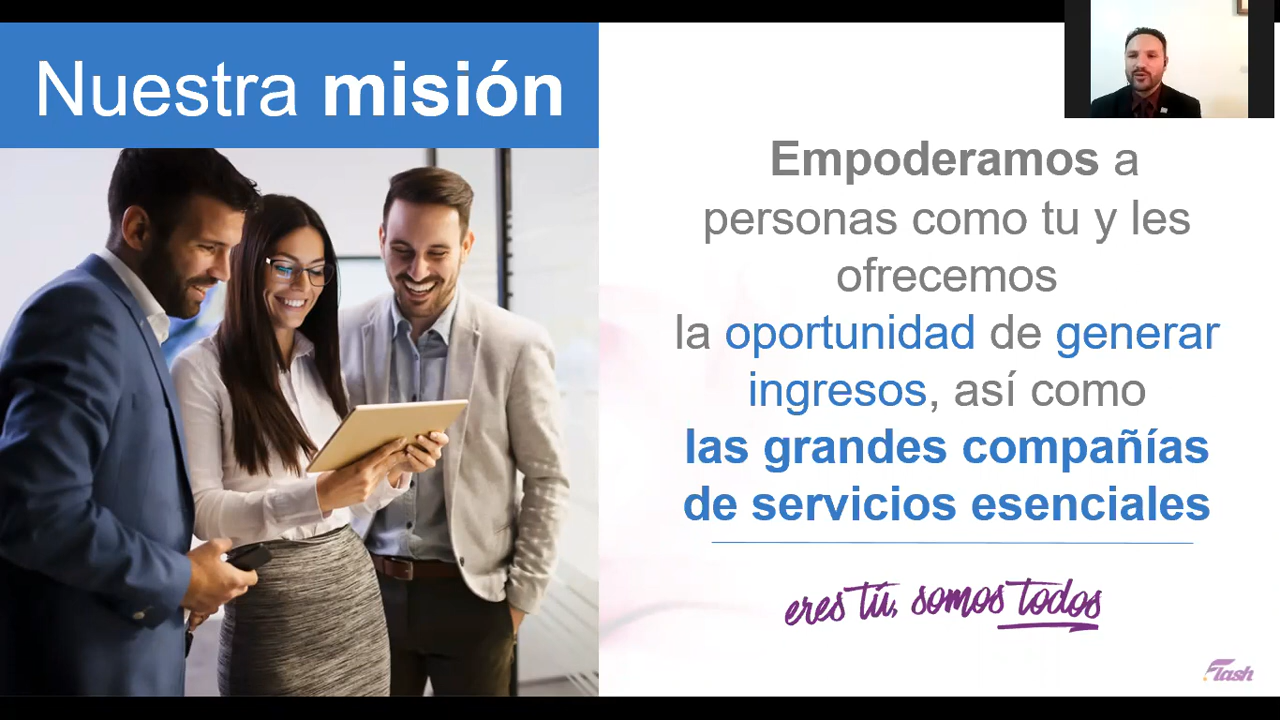 Nuestra misión
Empoderamos a
personas como tu y les
ofrecemos
la oportunidad de generar
ingresos, así como
las grandes compañías
de servicios esenciales
eres tú, somos todos
Flash